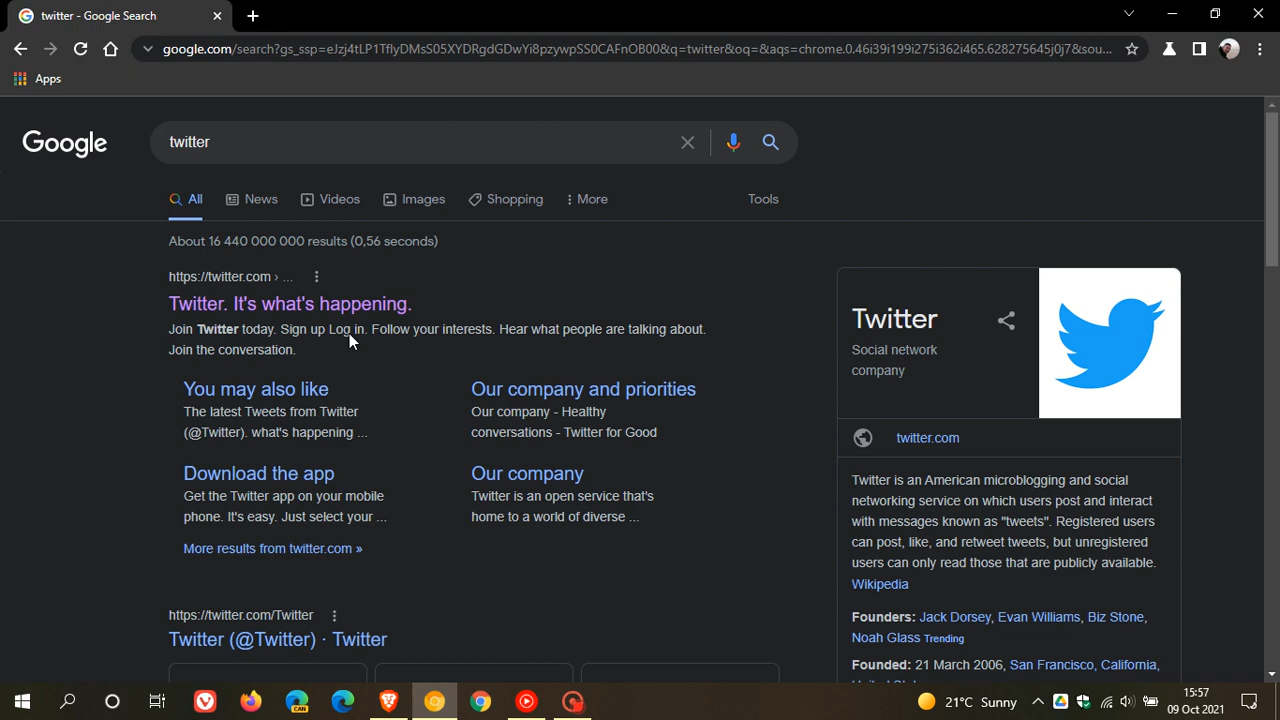 twitter - Google Search
google.com/search?gs_ssp=eJzj4tLP1TflyDMsS05XYDRgdGDwYi8pzywpSS0CAFnOB00&q=twitter&oq=&aqs=chrome.0.46i39i199i275i362i465.628275645j0j7&sou...
Apps
Google
twitter
All
News
Videos
Images
Shopping
More
Tools
About 16 440 000 000 results (0,56 seconds)
https://twitter.com › ...
Twitter. It's what's happening.
Join Twitter today. Sign up Log in. Follow your interests. Hear what people are talking about.
Join the conversation.
You may also like
The latest Tweets from Twitter
(@Twitter). what's happening ...
Our company and priorities
Our company - Healthy
conversations - Twitter for Good
Download the app
Get the Twitter app on your mobile
phone. It's easy. Just select your ...
Our company
Twitter is an open service that's
home to a world of diverse ...
More results from twitter.com »
https://twitter.com/Twitter
Twitter (@Twitter) · Twitter
Twitter
Social network
company
twitter.com
Twitter is an American microblogging and social
networking service on which users post and interact
with messages known as "tweets". Registered users
can post, like, and retweet tweets, but unregistered
users can only read those that are publicly available.
Wikipedia
Founders: Jack Dorsey, Evan Williams, Biz Stone,
Noah Glass Trending
Founded: 21 March 2006, San Francisco, California,
CAN
21°C Sunny
15:57
09 Oct 2021